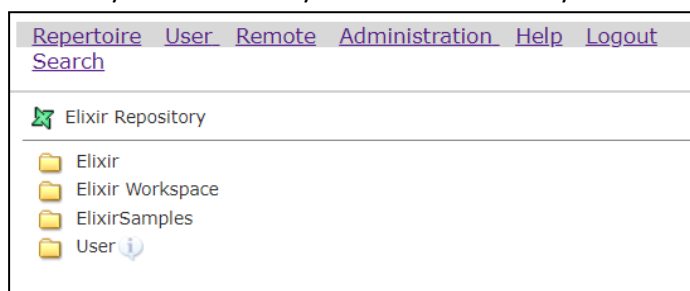 Repertoire User Remote Administration Help Logout
Search
Elixir Repository
Elixir
Elixir Workspace
ElixirSamples
User